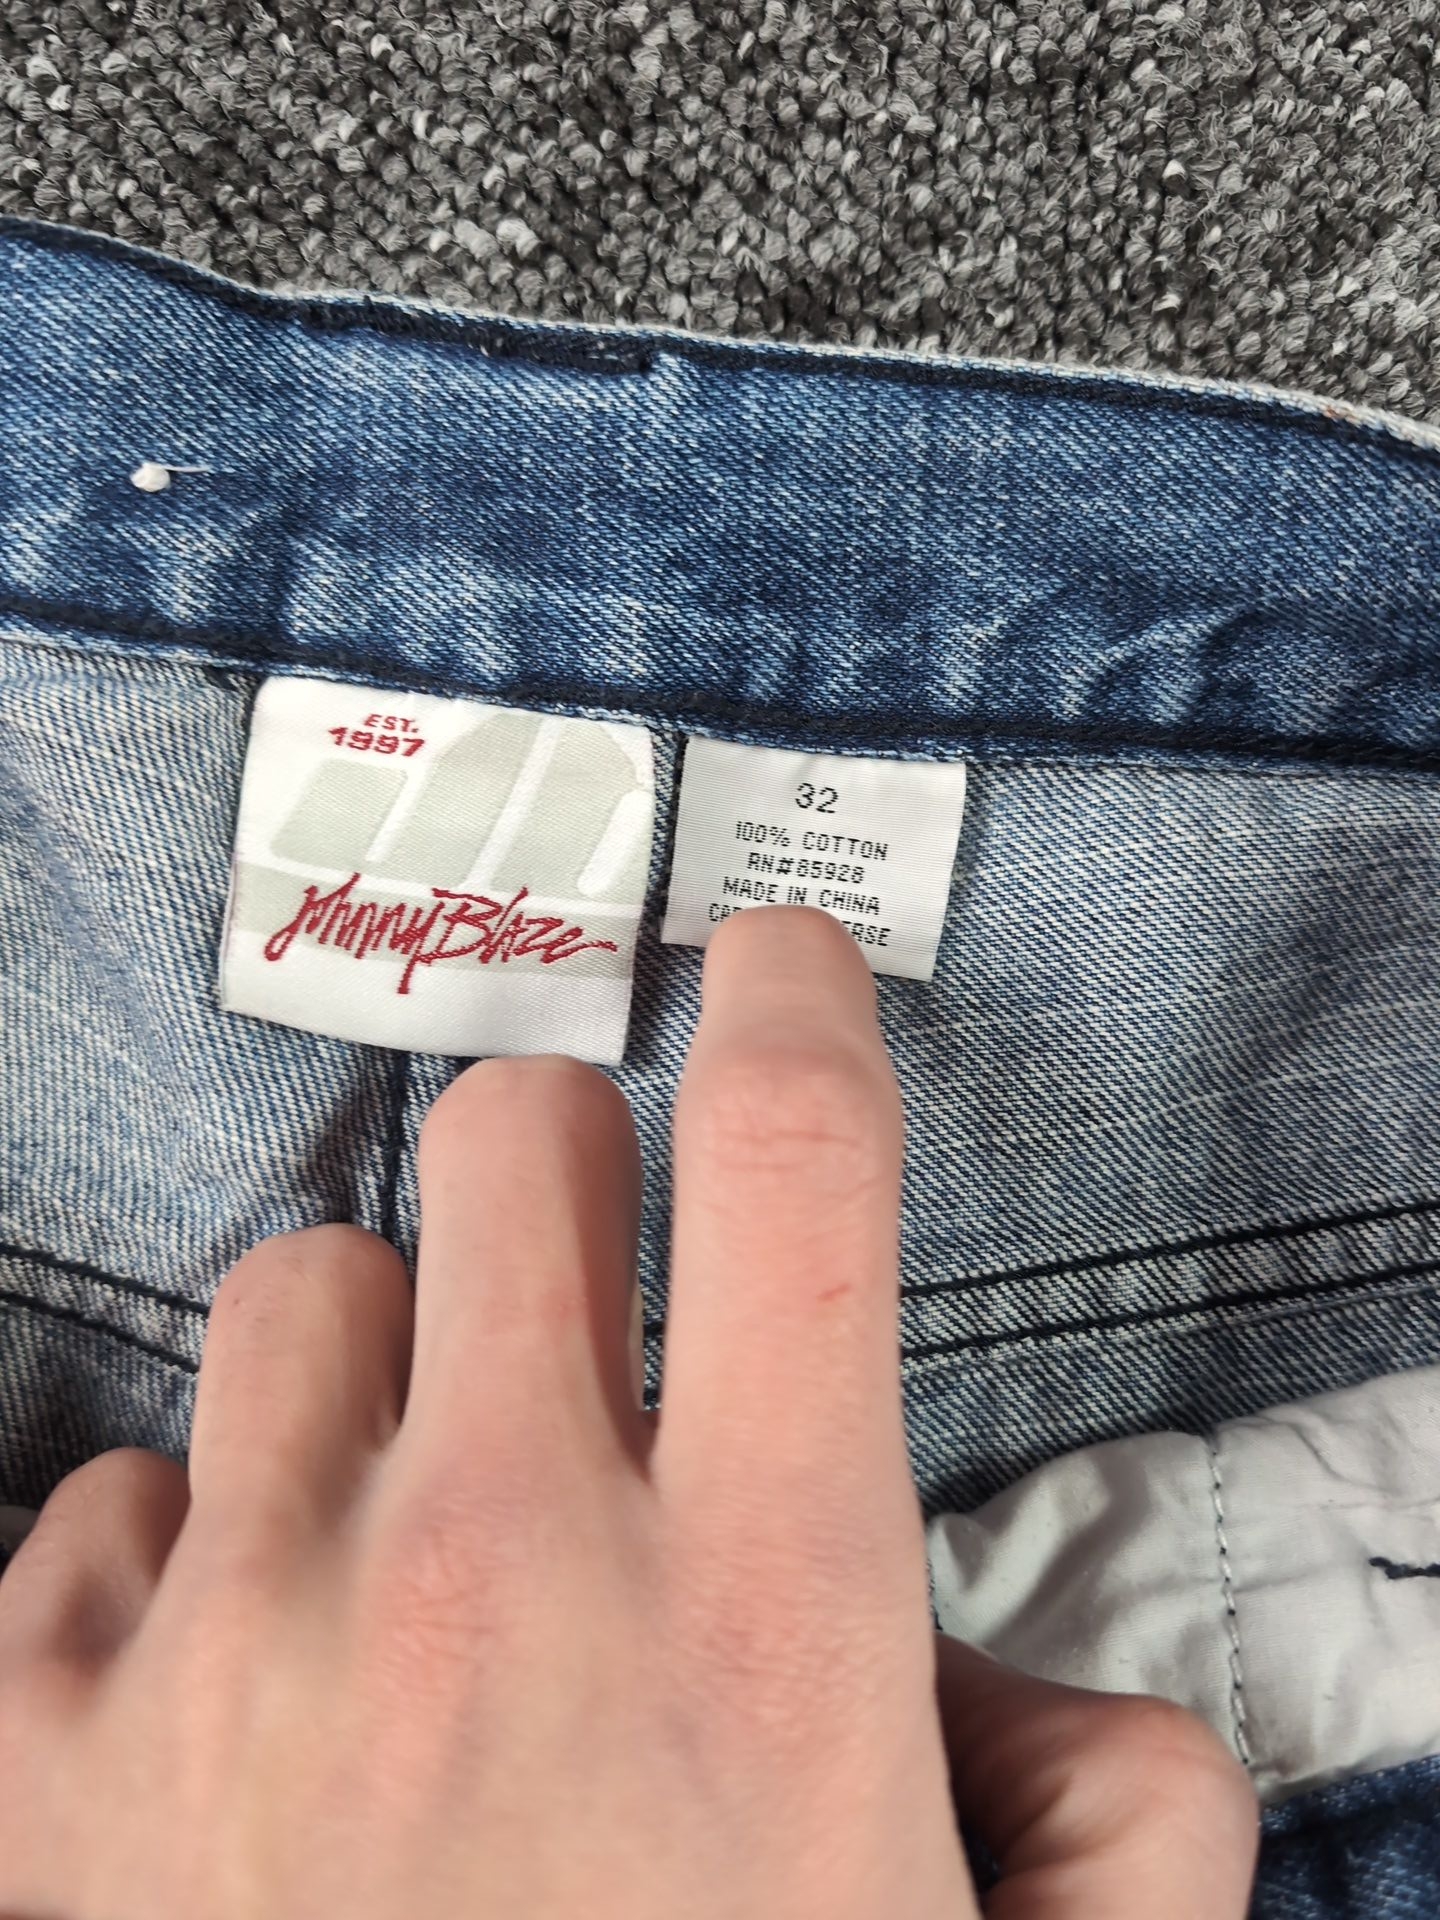 EST.
1997
Johnny Blaze
32
100% COTTON
RN#85928
MADE IN CHINA